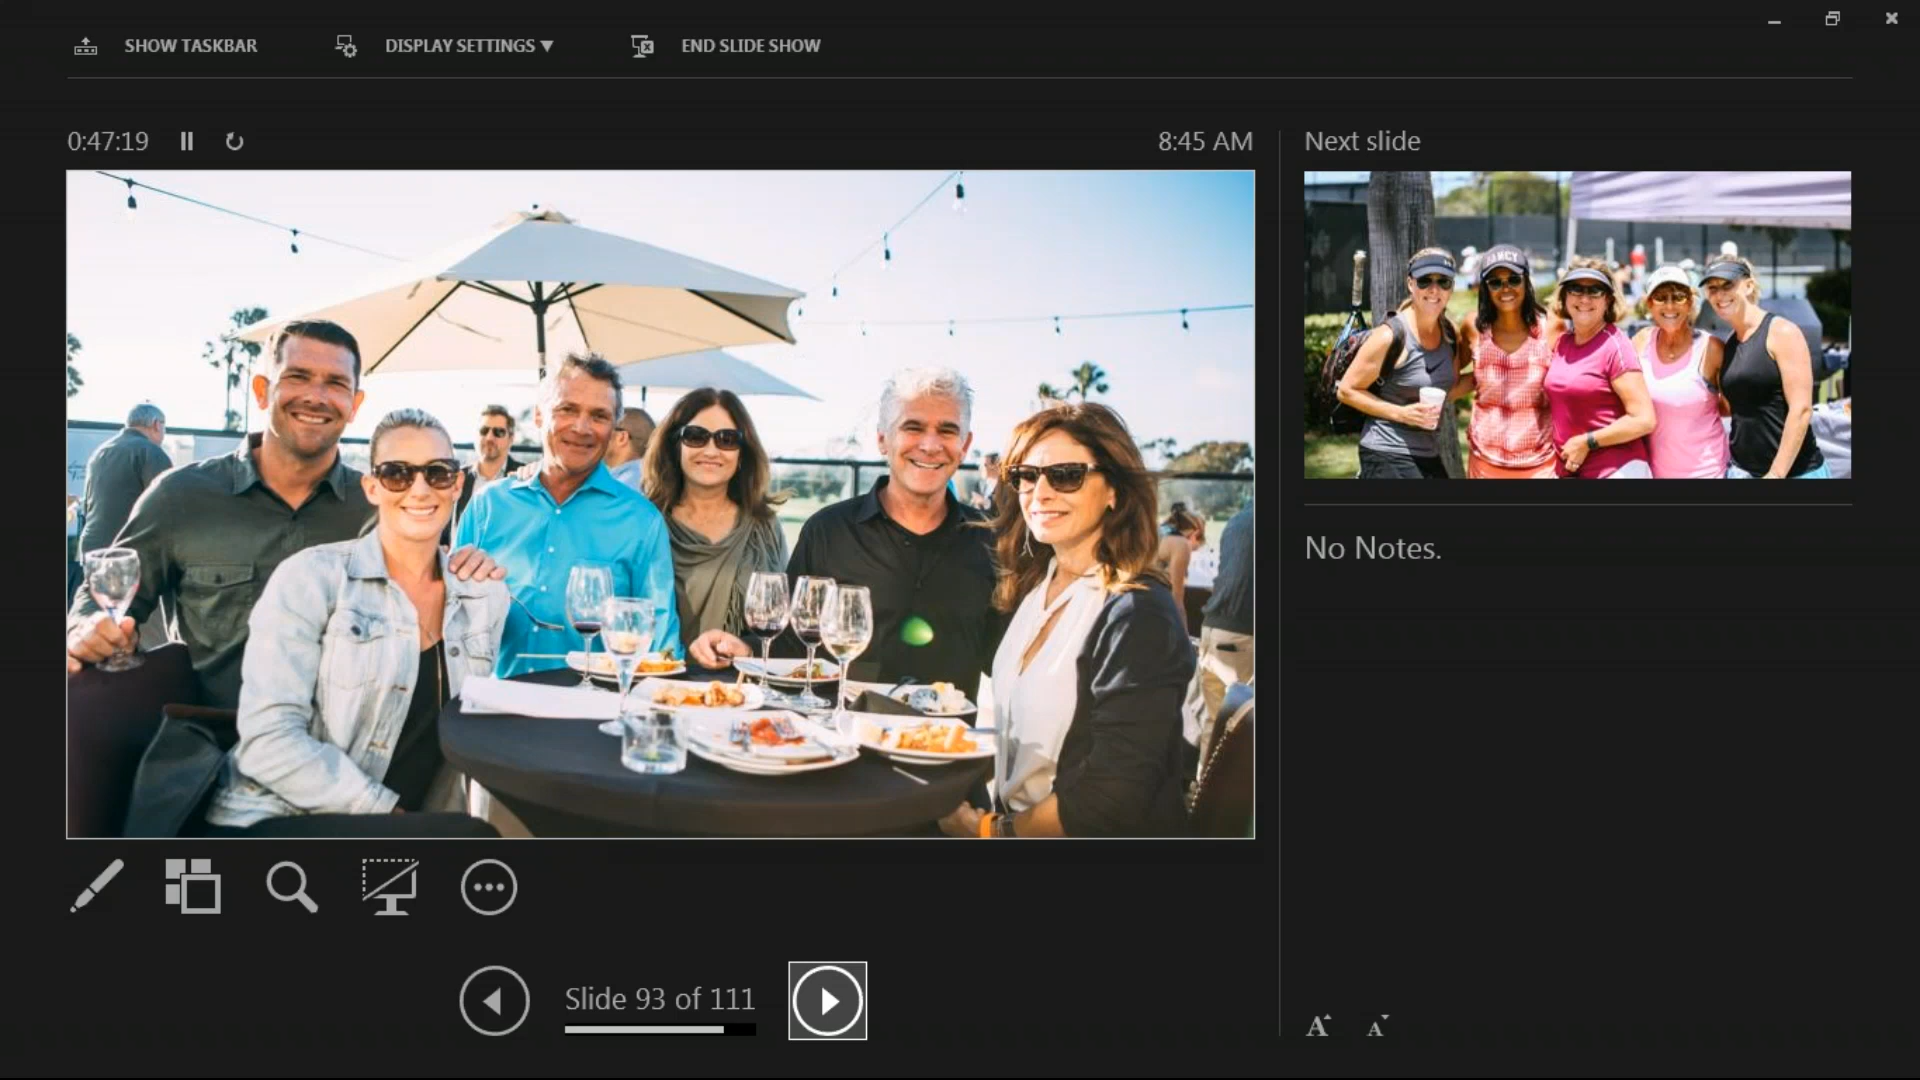 SHOW TASKBAR
DISPLAY SETTINGS ▼
END SLIDE SHOW
0:47:19
8:45 AM
Next slide
No Notes.
Slide 93 of 111
A
A